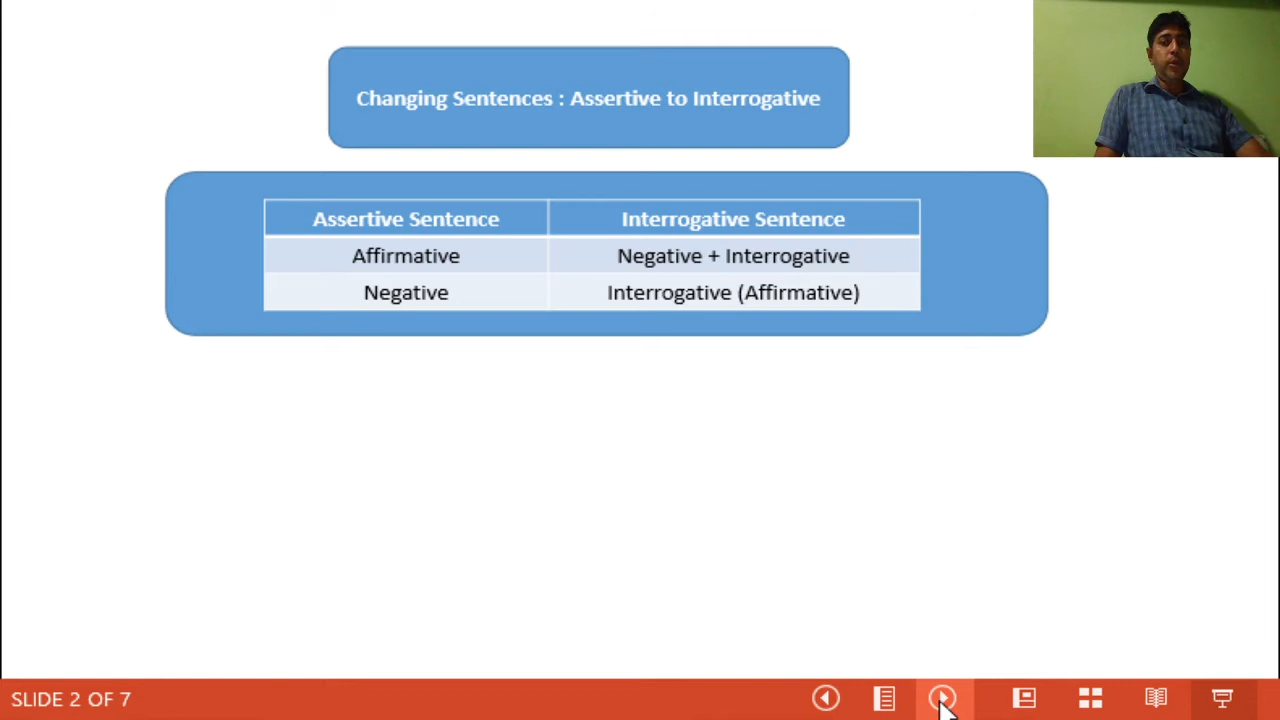 Changing Sentences : Assertive to Interrogative
Assertive Sentence Interrogative Sentence
Affirmative Negative + Interrogative
Negative Interrogative (Affirmative)
SLIDE 2 OF 7